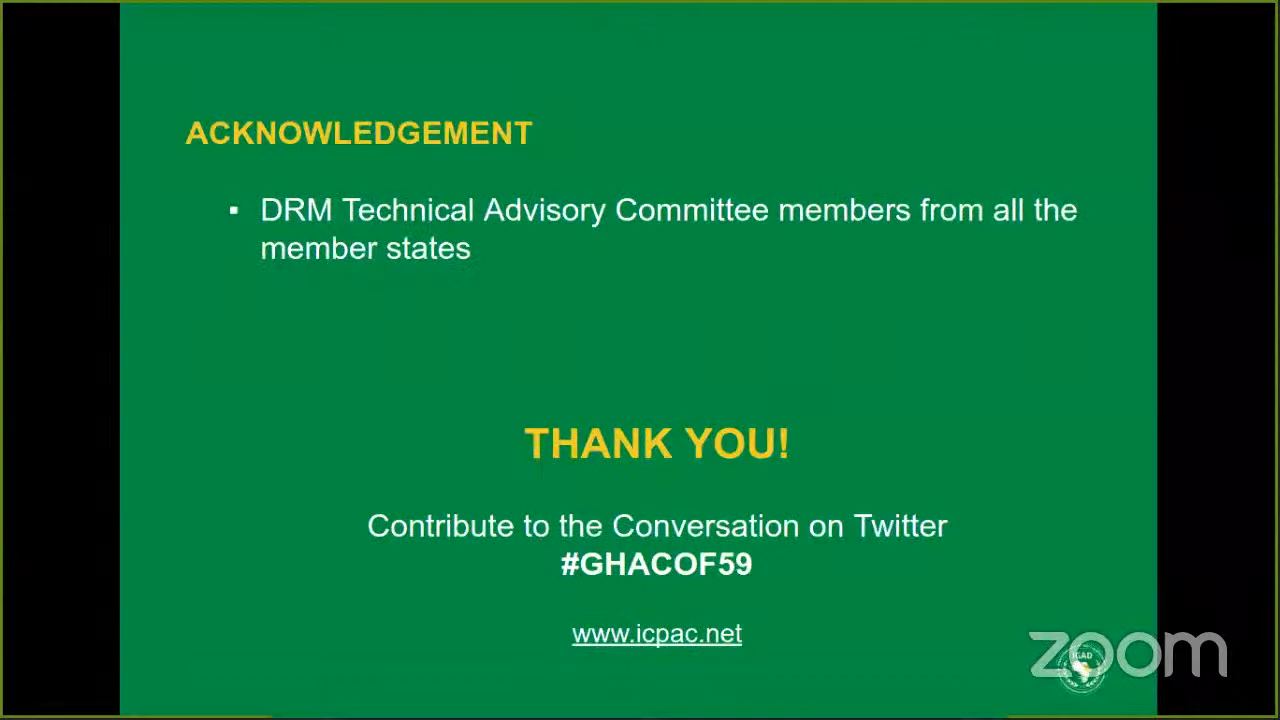 ACKNOWLEDGEMENT
▪ DRM Technical Advisory Committee members from all the
member states
THANK YOU!
Contribute to the Conversation on Twitter
#GHACOF59
www.icpac.net
zoom
IGAD